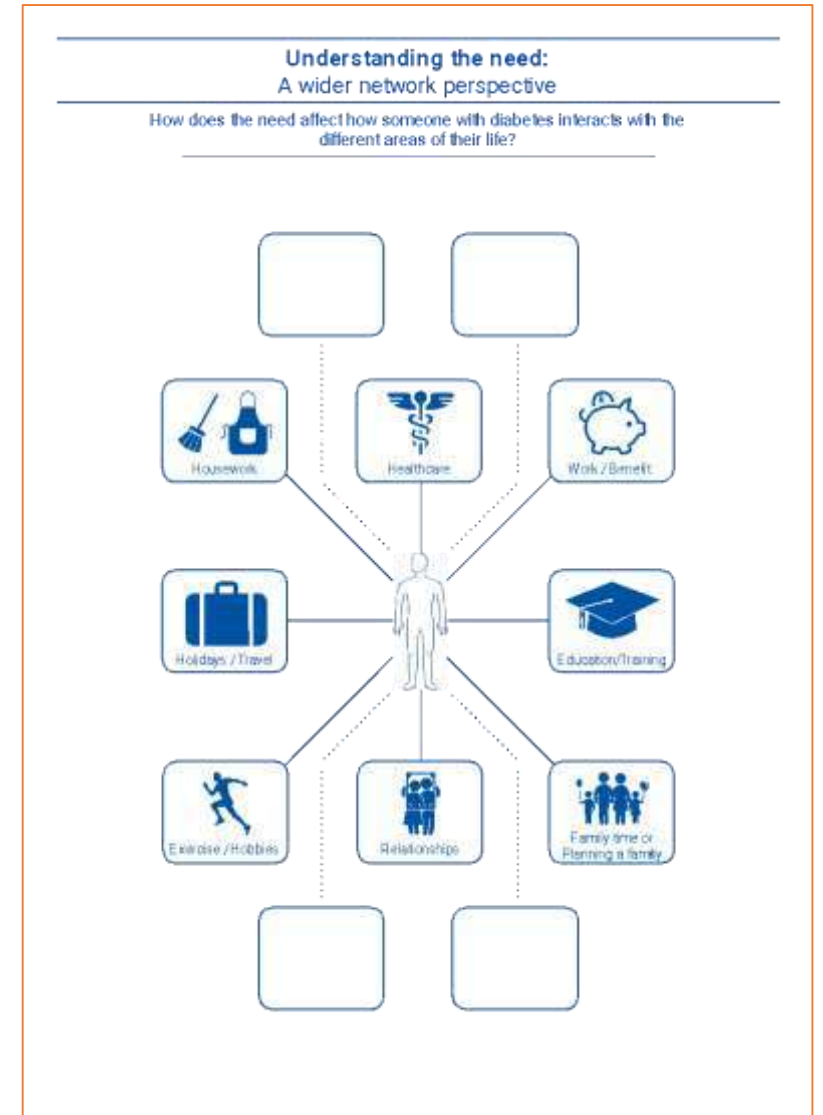 Understanding the need:
A wider network perspective
How does the need affect how someone with diabetes interacts with the
different areas of their life?
Housework
Healthcare
Work / Benefit
Holidays / Travel
Education/Training
Exercise / Hobbies
Relationships
Family time or
Planning a family